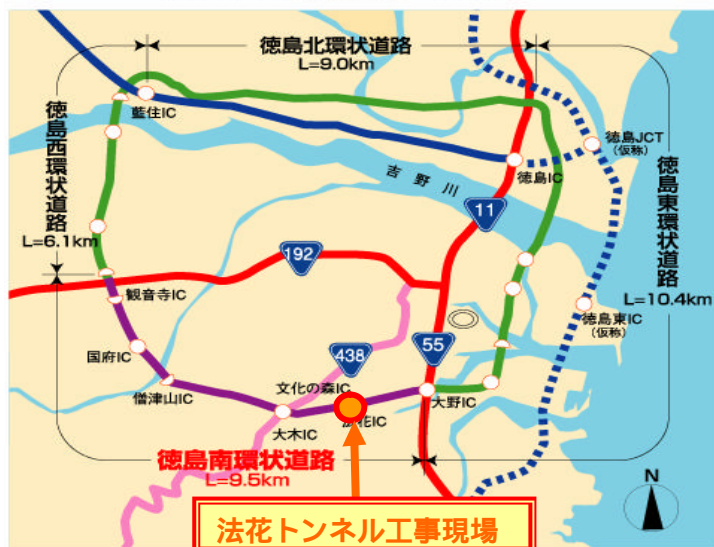 徳島北環状道路
L=9.0km
藍住IC
徳島JCT
(仮称)
徳島IC
吉野川
徳島西環状道路
L=6.1km
徳島東環状道路
L=10.4km
11
192
観音寺IC
徳島東IC
(仮称)
55
国府IC
438
僧津山IC
文化の森IC
大野IC
法花IC
大木IC
徳島南環状道路
L=9.5km
N
法花トンネル工事現場